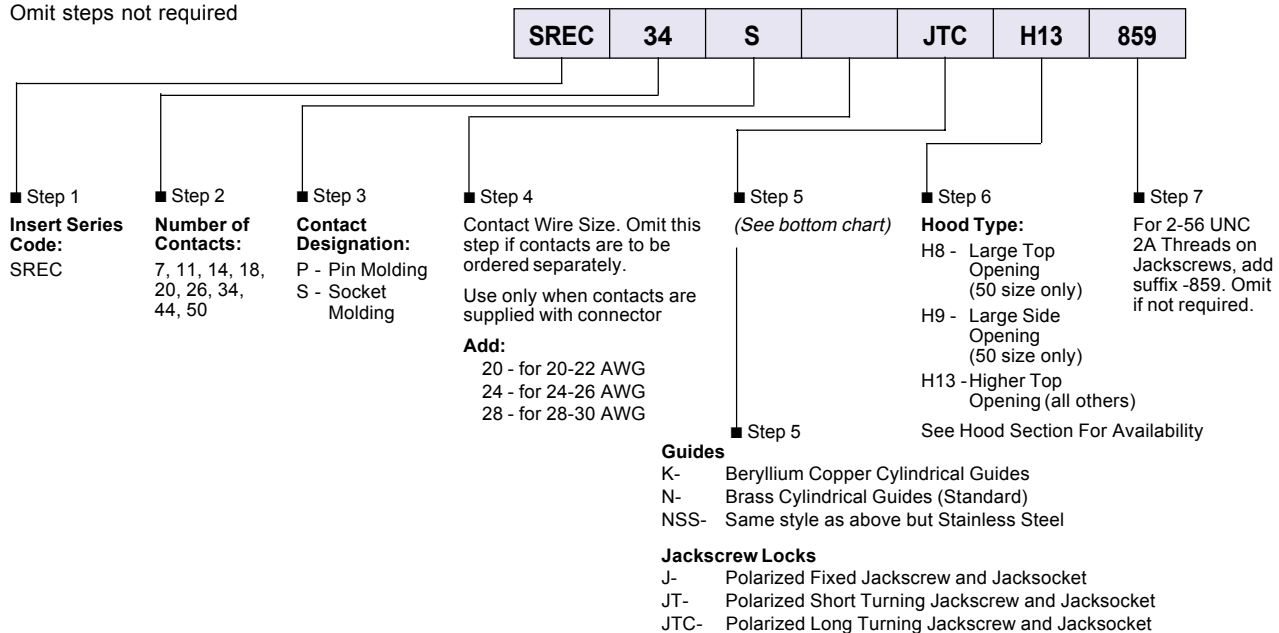 Omit steps not required
SREC 34 S JTC H13 859
■ Step 1
Insert Series
Code:
SREC
■ Step 2
Number of
Contacts:
7, 11, 14, 18,
20, 26, 34,
44, 50
■ Step 3
Contact
Designation:
P - Pin Molding
S - Socket
Molding
■ Step 4
Contact Wire Size. Omit this
step if contacts are to be
ordered separately.
Use only when contacts are
supplied with connector
Add:
20 - for 20-22 AWG
24 - for 24-26 AWG
28 - for 28-30 AWG
■ Step 5
(See bottom chart)
■ Step 6
Hood Type:
H8 - Large Top
Opening
(50 size only)
H9 - Large Side
Opening
(50 size only)
H13 - Higher Top
Opening (all others)
See Hood Section For Availability
■ Step 7
For 2-56 UNC
2A Threads on
Jackscrews, add
suffix -859. Omit
if not required.
■ Step 5
Guides
K- Beryllium Copper Cylindrical Guides
N- Brass Cylindrical Guides (Standard)
NSS- Same style as above but Stainless Steel
Jackscrew Locks
J- Polarized Fixed Jackscrew and Jacksocket
JT- Polarized Short Turning Jackscrew and Jacksocket
JTC- Polarized Long Turning Jackscrew and Jacksocket